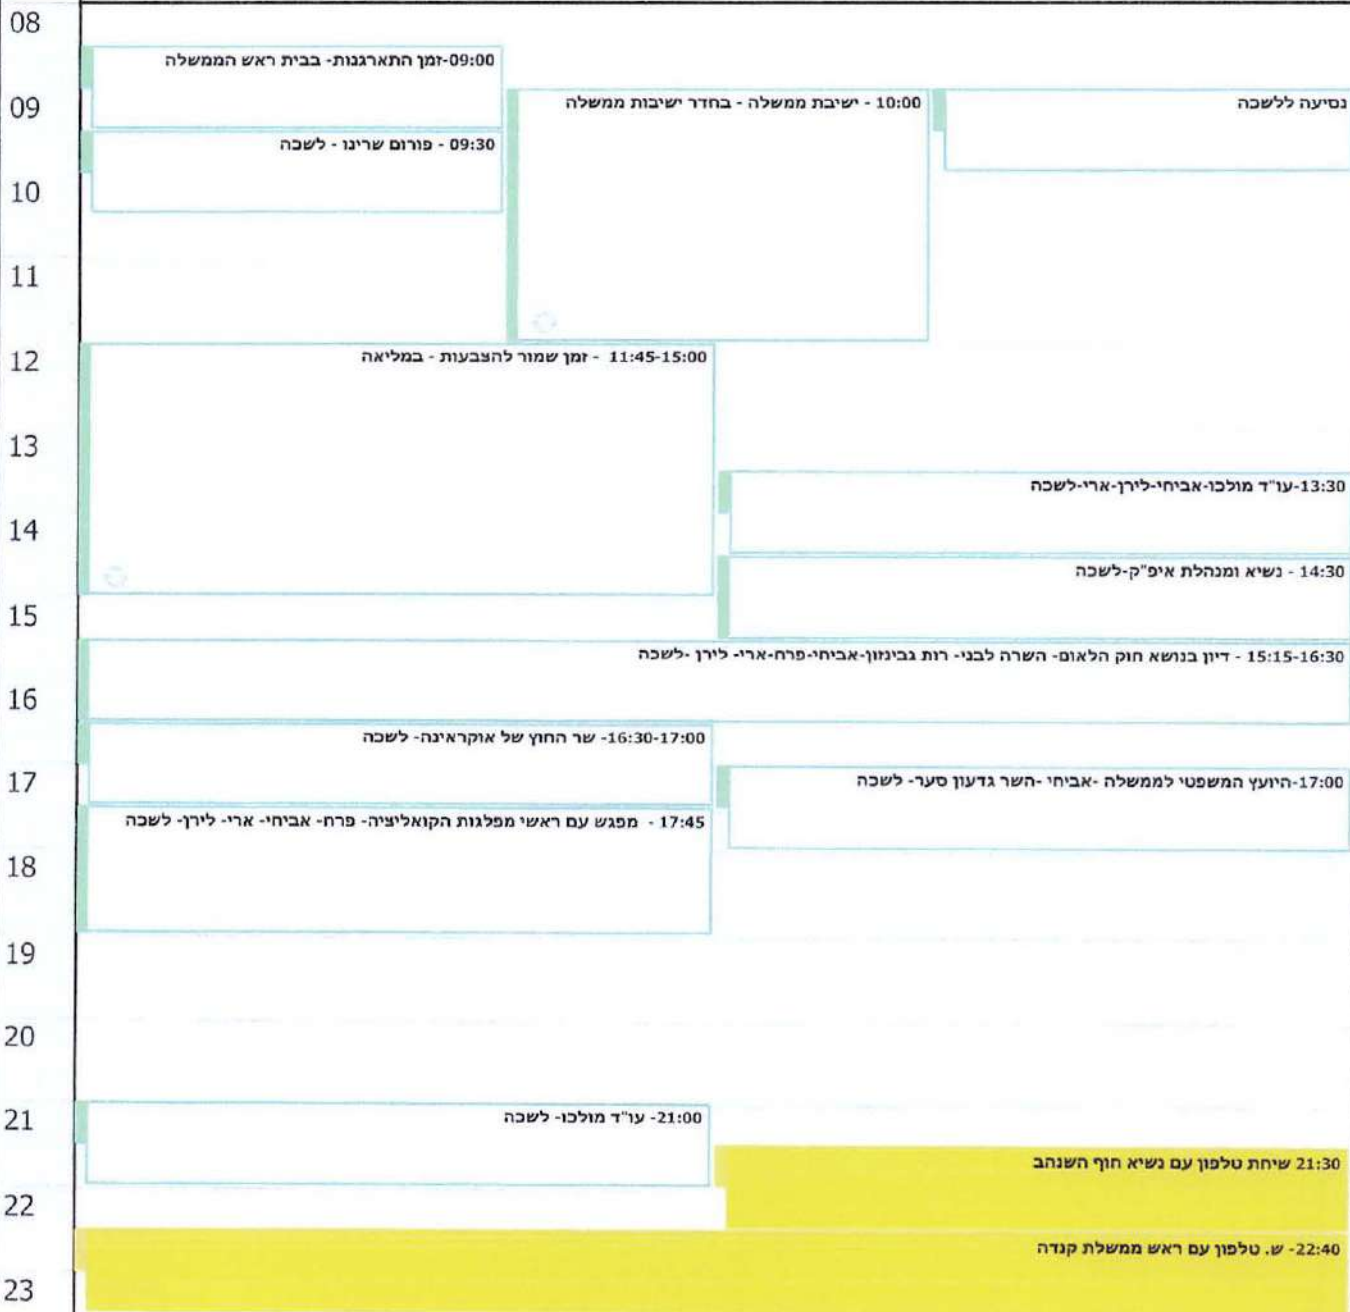 08
09:00-זמן התארגנות- בבית ראש הממשלה
09
נסיעה ללשכה
10:00 - ישיבת ממשלה - בחדר ישיבות ממשלה
09:30 - פורום שרינו - לשכה
10
11
12
11:45-15:00 - זמן שמור להצבעות - במליאה
13
13:30-עו"ד מולכו-אביחי-לירן-ארי-לשכה
14
14:30 - נשיא ומנהלת איפ"ק-לשכה
15
15:15-16:30 - דיון בנושא חוק הלאום- השרה לבני- רות גבינזון-אביחי-פרח-ארי- לירן -לשכה
16
16:30-17:00- שר החוץ של אוקראינה- לשכה
17
17:00-היועץ המשפטי לממשלה -אביחי -השר גדעון סער- לשכה
17:45 - מפגש עם ראשי מפלגות הקואליציה- פרח- אביחי- ארי- לירן- לשכה
18
19
20
21
21:00- עו"ד מולכו- לשכה
21:30 שיחת טלפון עם נשיא חוף השנהב
22
22:40- ש. טלפון עם ראש ממשלת קנדה
23